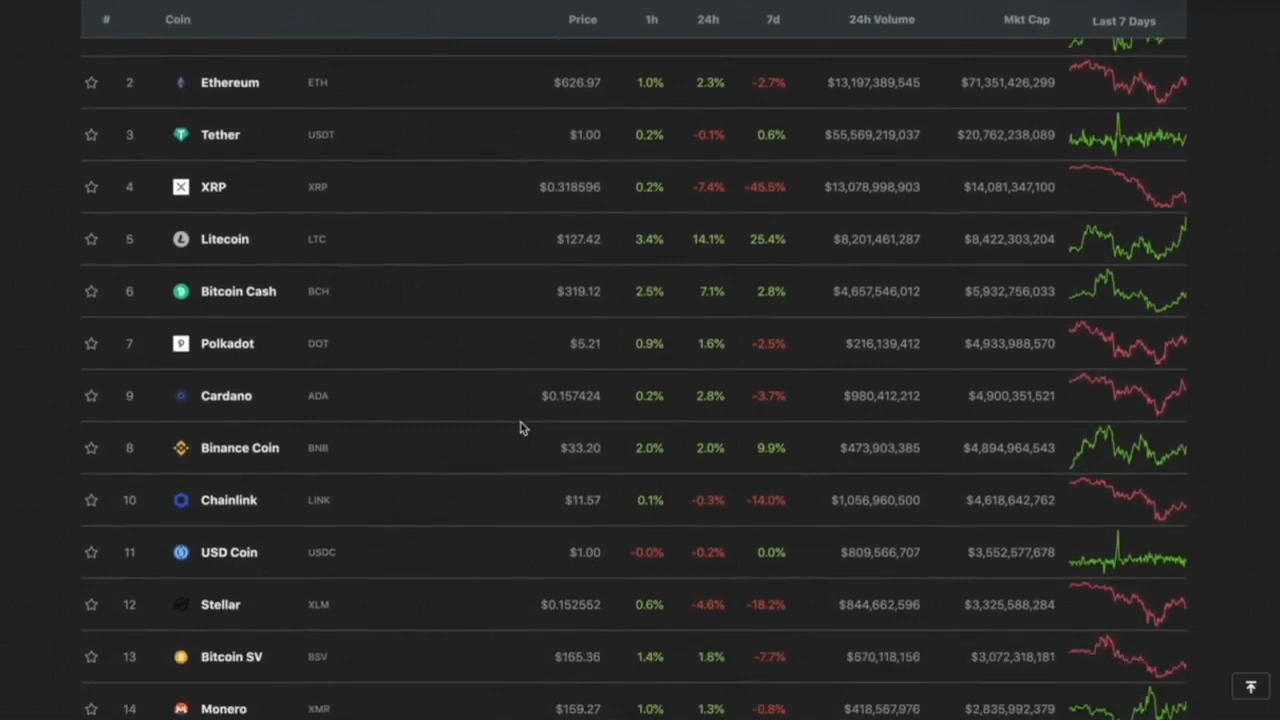 # Coin Price 1h 24h 7d 24h Volume Mkt Cap Last 7 Days
2 Ethereum ETH $626.97 1.0% 2.3% -2.7% $13,197,389,545 $71,351,426,299
3 Tether USDT $1.00 0.2% -0.1% 0.6% $55,569,219,037 $20,762,238,089
4 XRP XRP $0.318596 0.2% -7.4% -45.5% $13,078,998,903 $14,081,347,100
5 Litecoin LTC $127.42 3.4% 14.1% 25.4% $8,201,461,287 $8,422,303,204
6 Bitcoin Cash BCH $319.12 2.5% 7.1% 2.8% $4,657,546,012 $5,932,756,033
7 Polkadot DOT $5.21 0.9% 1.6% -2.5% $216,139,412 $4,933,988,570
9 Cardano ADA $0.157424 0.2% 2.8% -3.7% $980,412,212 $4,900,351,521
8 Binance Coin BNB $33.20 2.0% 2.0% 9.9% $473,903,385 $4,894,964,543
10 Chainlink LINK $11.57 0.1% -0.3% -14.0% $1,056,960,500 $4,618,642,762
11 USD Coin USDC $1.00 -0.0% -0.2% 0.0% $809,566,707 $3,552,577,678
12 Stellar XLM $0.152552 0.6% -4.6% -18.2% $844,662,596 $3,325,588,284
13 Bitcoin SV BSV $165.36 1.4% 1.8% -7.7% $570,118,156 $3,072,318,181
14 Monero XMR $159.27 1.0% 1.3% -0.8% $418,567,976 $2,835,992,379